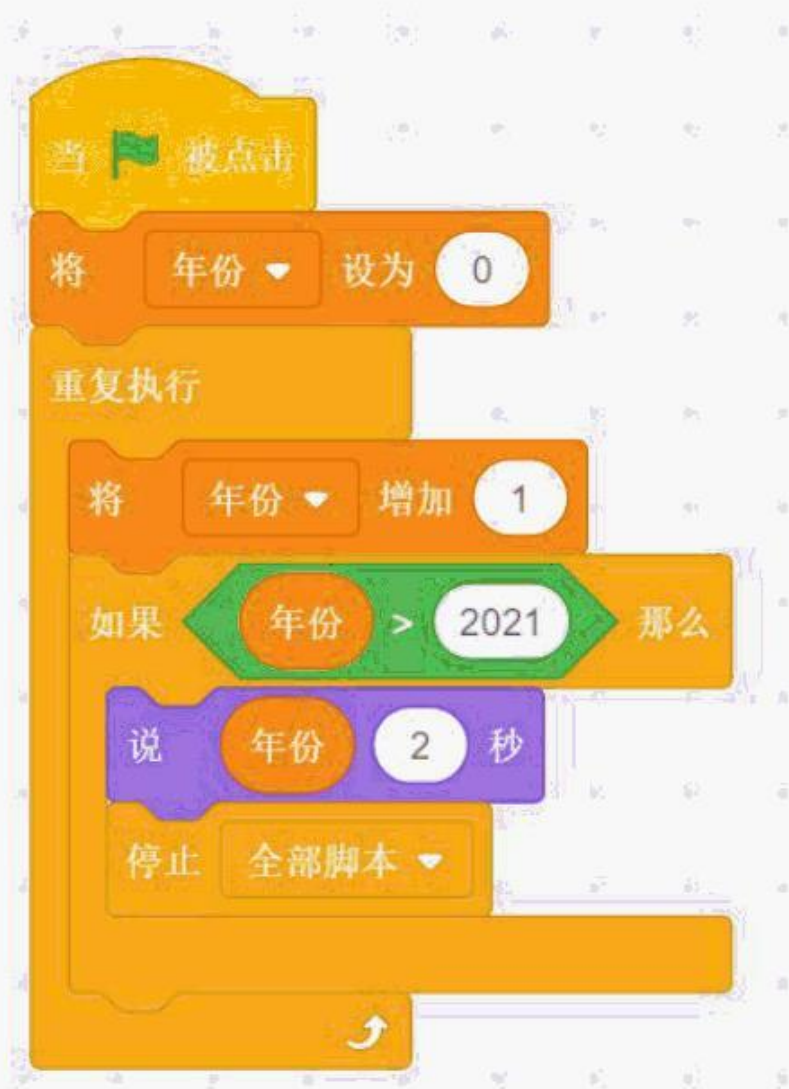 当 被点击
将 年份 设为 0
重复执行
将 年份 增加 1
如果 年份 > 2021 那么
说 年份 2 秒
停止 全部脚本